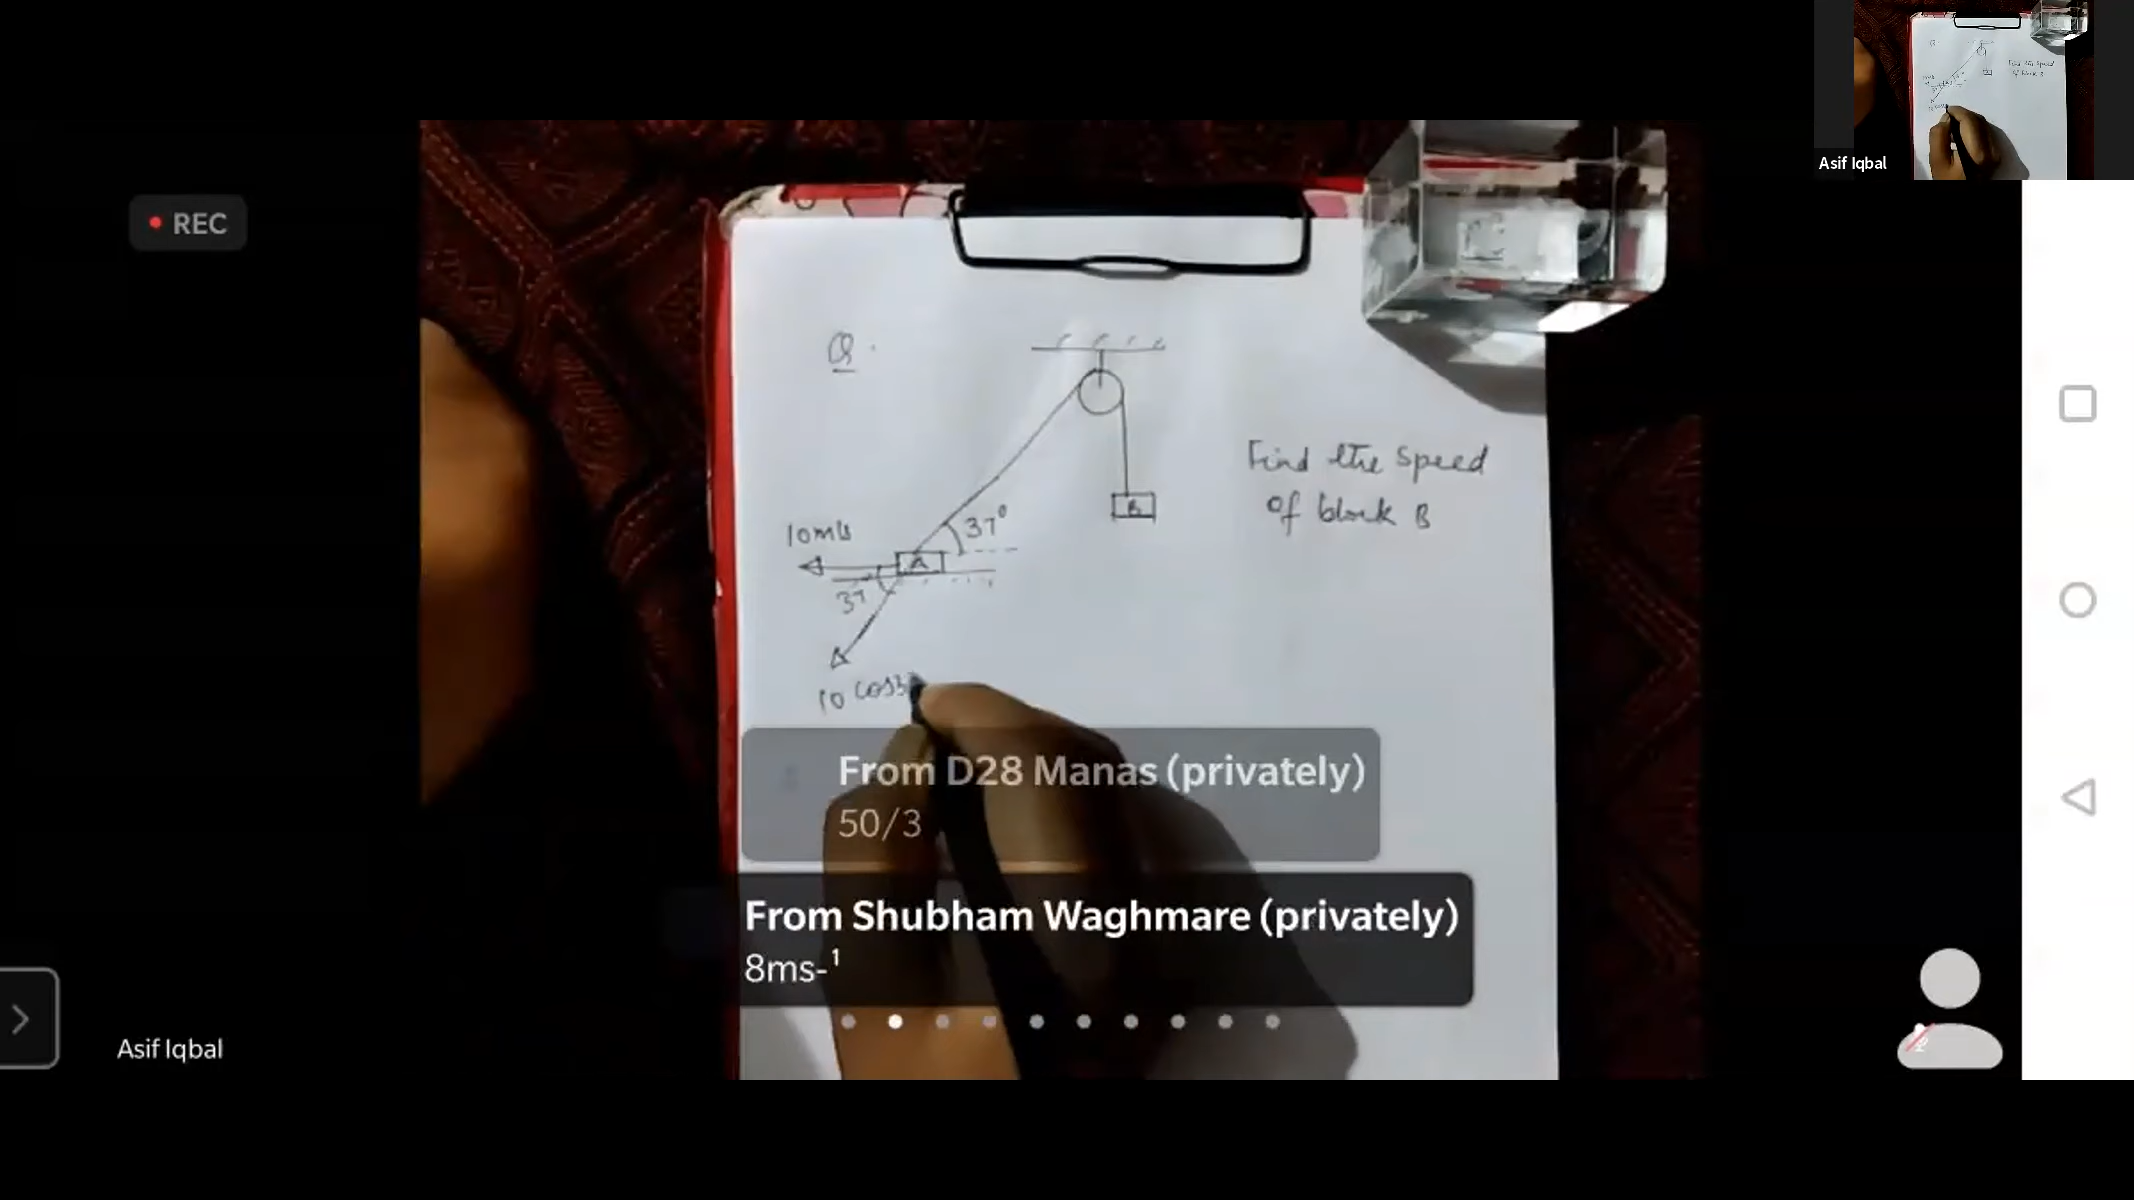 Asif Iqbal
REC
Q.
Find the speed
of block B
B
37°
10m/s
A
37
10 cos3
From D28 Manas (privately)
50/3
From Shubham Waghmare (privately)
8ms-¹
Asif Iqbal